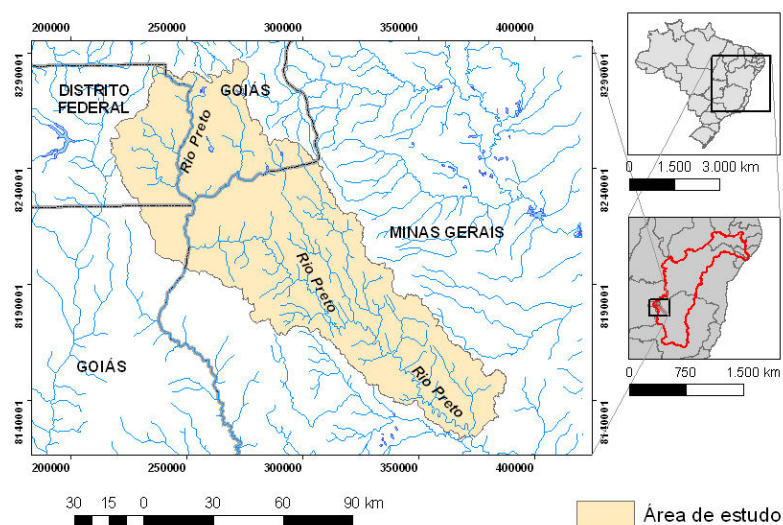 200000 250000 300000 350000 400000
8290001
8240001
8190001
8140001
DISTRITO
FEDERAL
GOIÁS
Rio Preto
MINAS GERAIS
Rio Preto
GOIÁS
Rio Preto
8290001
8240001
8190001
8140001
200000 250000 300000 350000 400000
30 15 0 30 60 90 km
0 1.500 3.000 km
0 750 1.500 km
Área de estudo